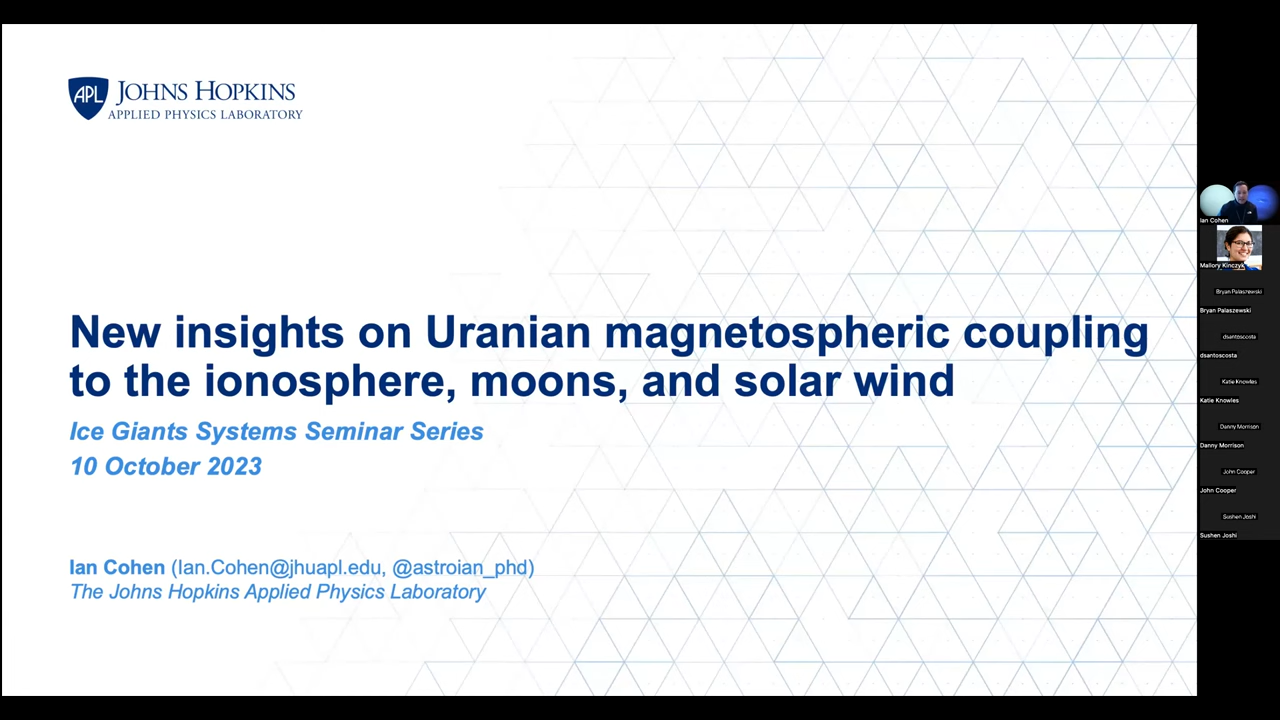 APL
JOHNS HOPKINS
APPLIED PHYSICS LABORATORY
New insights on Uranian magnetospheric coupling
to the ionosphere, moons, and solar wind
Ice Giants Systems Seminar Series
10 October 2023
Ian Cohen (Ian.Cohen@jhuapl.edu, @astroian_phd)
The Johns Hopkins Applied Physics Laboratory
Ian Cohen
Mallory Kinczyk
Bryan Palaszewski
Bryan Palaszewski
dsantoscosta
dsantoscosta
Katie Knowles
Katie Knowles
Danny Morrison
Danny Morrison
John Cooper
John Cooper
Sushen Joshi
Sushen Joshi